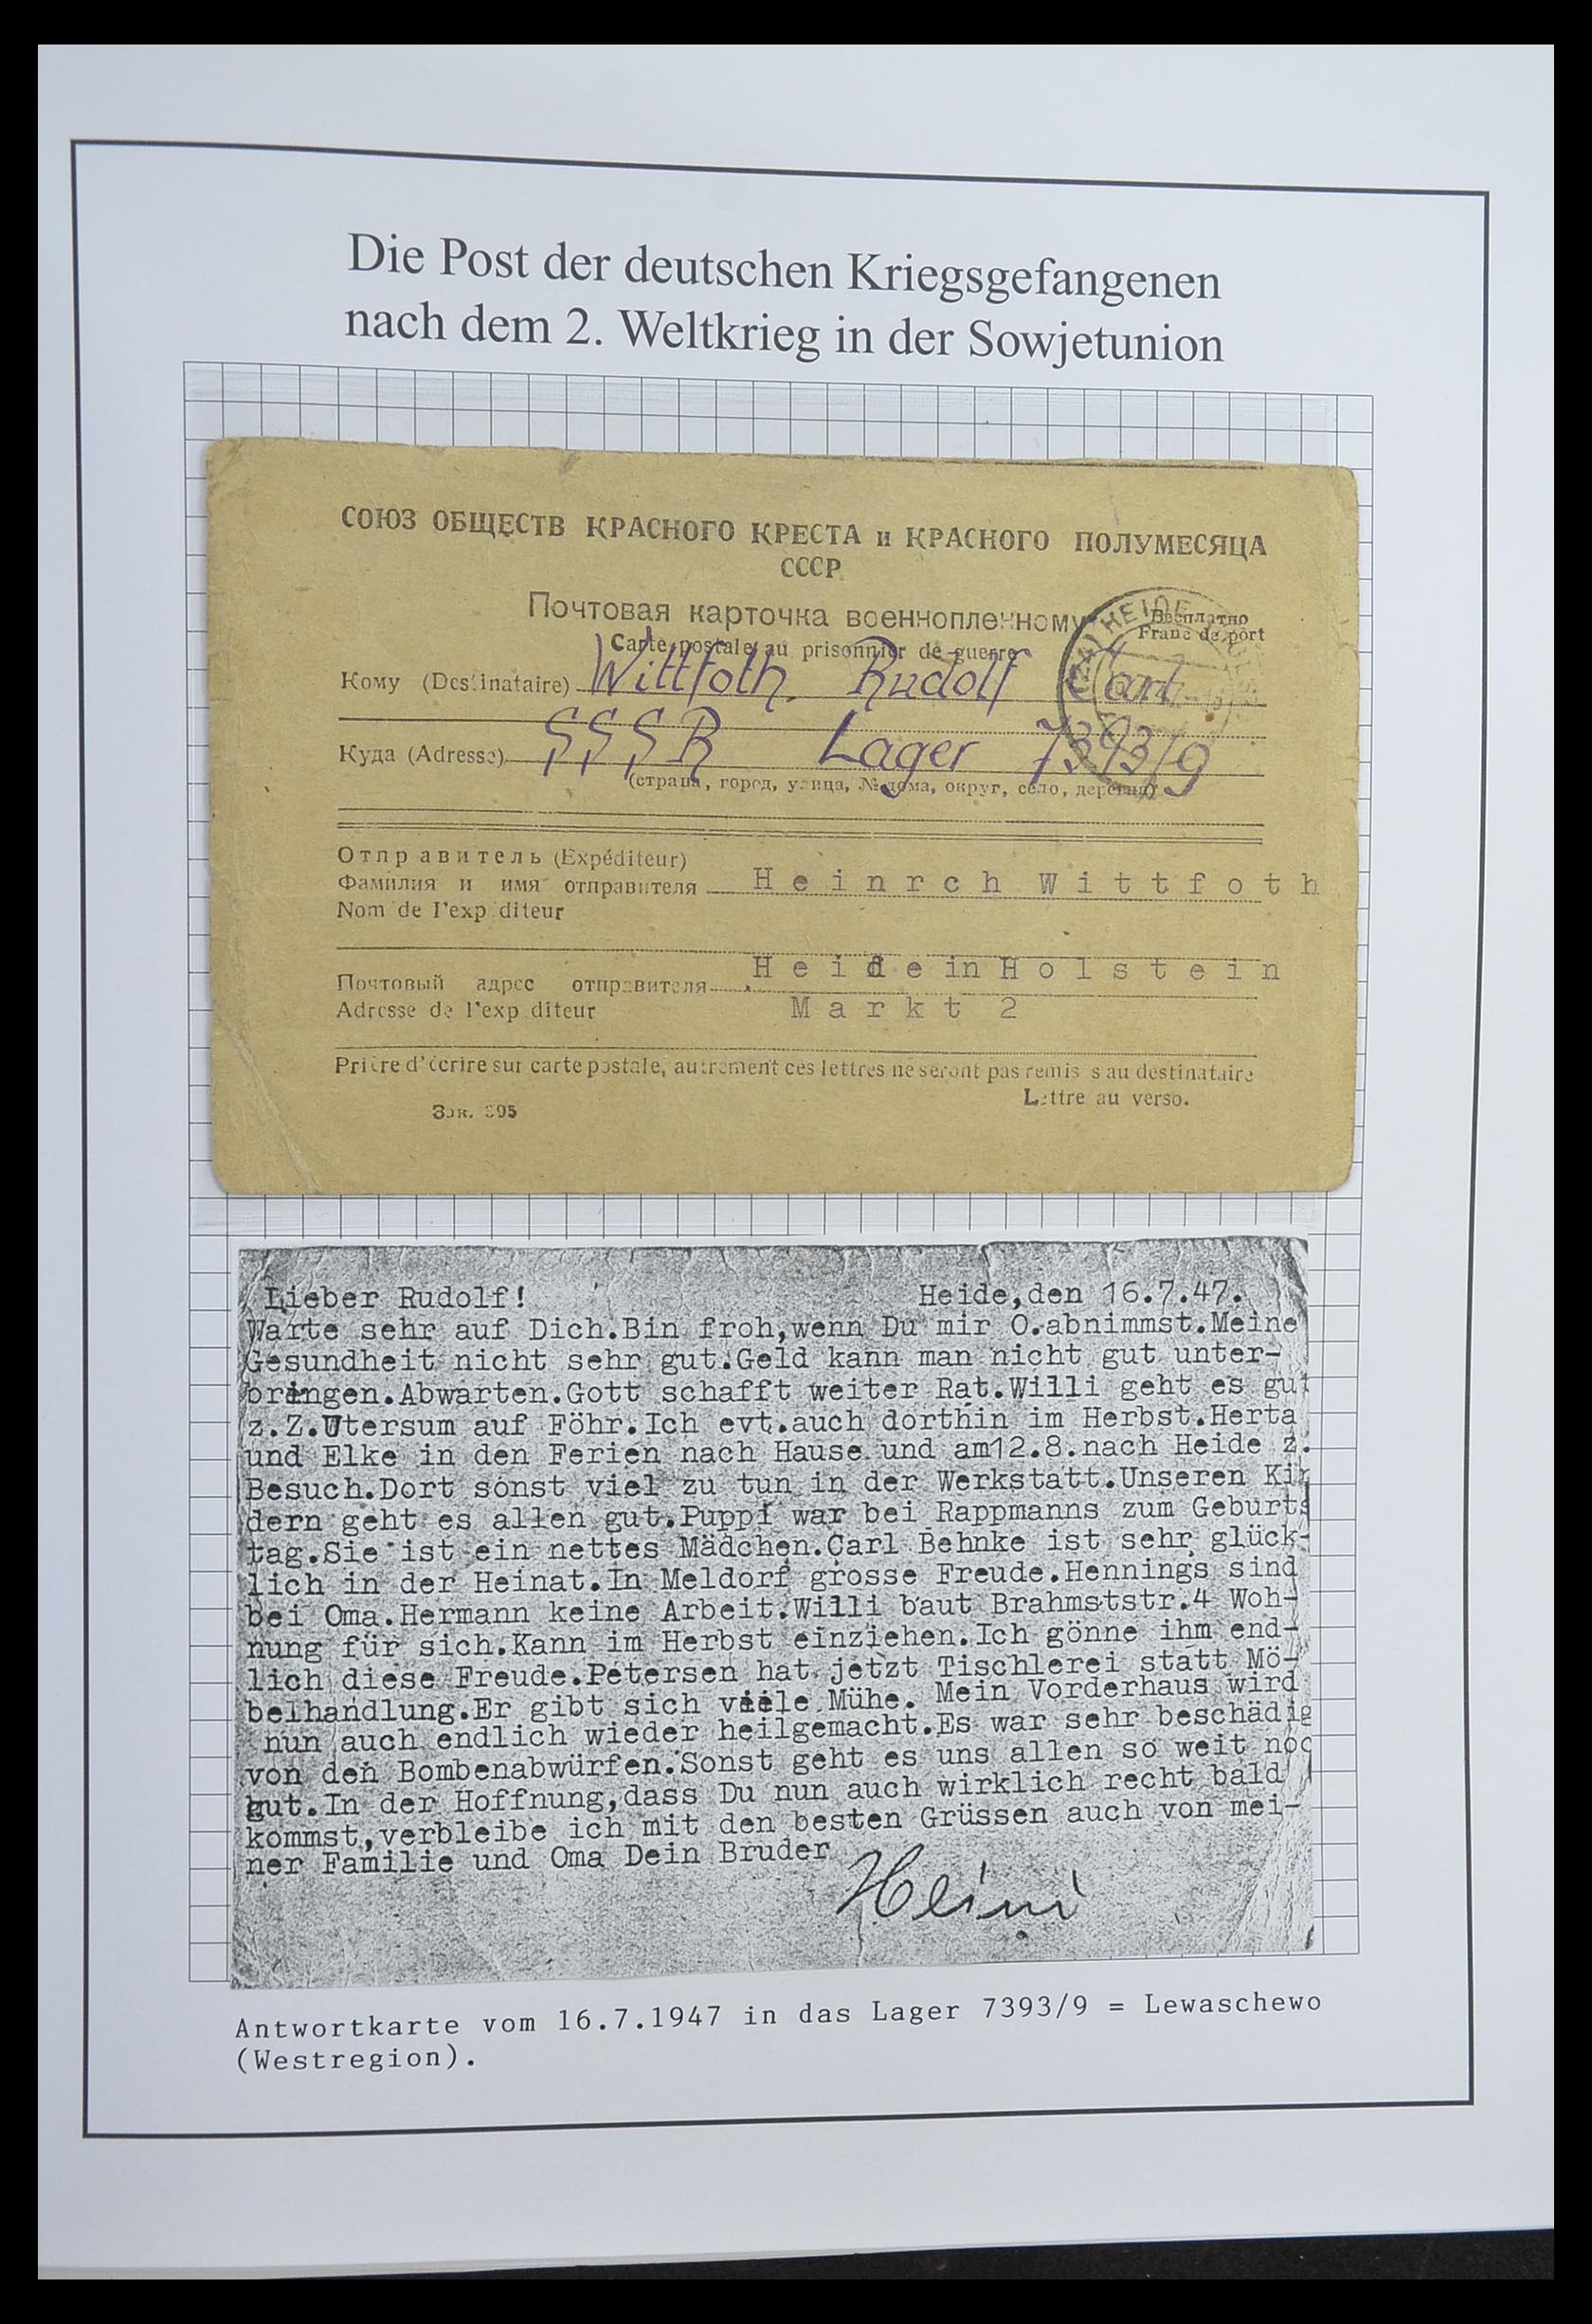 Die Post der deutschen Kriegsgefangenen
nach dem 2. Weltkrieg in der Sowjetunion
СОЮЗ ОБЩЕСТВ КРАСНОГО КРЕСТА и КРАСНОГО ПОЛУМЕСЯЦА
СССР
Почтовая карточка военнопленному
Бесплатно
Carte postale au prisonnier de guerre
Franc de port
HEIDE
Кому (Destinataire) Wittfoth Rudolf Carl
Куда (Adresse) SSSR Lager 7393/9
(страна, город, улица, № дома, округ, село, деревня)
Отправитель (Expéditeur)
Фамилия и имя отправителя Heinrch Wittfoth
Nom de l'exp diteur
Heide in Holstein
Почтовый адрес отправителя
Adresse de l'exp diteur Markt 2
Prière d'écrire sur carte postale, autrement ces lettres ne seront pas remis s au destinataire
Lettre au verso.
Зак. 395
Lieber Rudolf! Heide,den 16.7.47.
Warte sehr auf Dich.Bin froh,wenn Du mir O.abnimmst.Meine
Gesundheit nicht sehr gut.Geld kann man nicht gut unter-
bringen.Abwarten.Gott schafft weiter Rat.Willi geht es gut
z.Z.Utersum auf Föhr.Ich evt.auch dorthin im Herbst.Herta
und Elke in den Ferien nach Hause und am12.8.nach Heide z.
Besuch.Dort sonst viel zu tun in der Werkstatt.Unseren Kin
dern geht es allen gut.Puppi war bei Rappmanns zum Geburts
tag.Sie ist ein nettes Mädchen.Carl Behnke ist sehr glück-
lich in der Heinat.In Meldorf grosse Freude.Hennings sind
bei Oma.Hermann keine Arbeit.Willi baut Brahmststr.4 Woh-
nung für sich.Kann im Herbst einziehen.Ich gönne ihm end-
lich diese Freude.Petersen hat jetzt Tischlerei statt Mö-
belhandlung.Er gibt sich viele Mühe. Mein Vorderhaus wird
nun auch endlich wieder heilgemacht.Es war sehr beschädig
von den Bombenabwürfen.Sonst geht es uns allen so weit noc
gut.In der Hoffnung,dass Du nun auch wirklich recht bald
kommst,verbleibe ich mit den besten Grüssen auch von mei-
ner Familie und Oma Dein Bruder
Heini
Antwortkarte vom 16.7.1947 in das Lager 7393/9 = Lewaschewo
(Westregion).